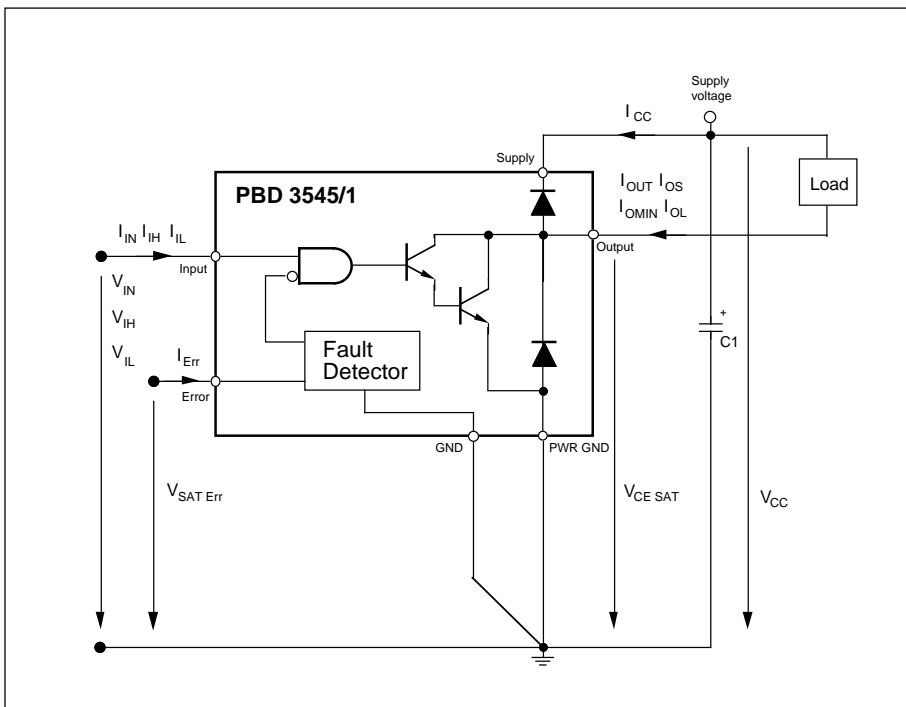 Supply
voltage
I CC
Supply
PBD 3545/1
I OUT I OS
I OMIN I OL
Load
I IN I IH I IL
Input
Output
V IN
V IH
V IL
I Err
Error
Fault
Detector
+
C1
GND
PWR GND
V SAT Err
V CE SAT
V CC